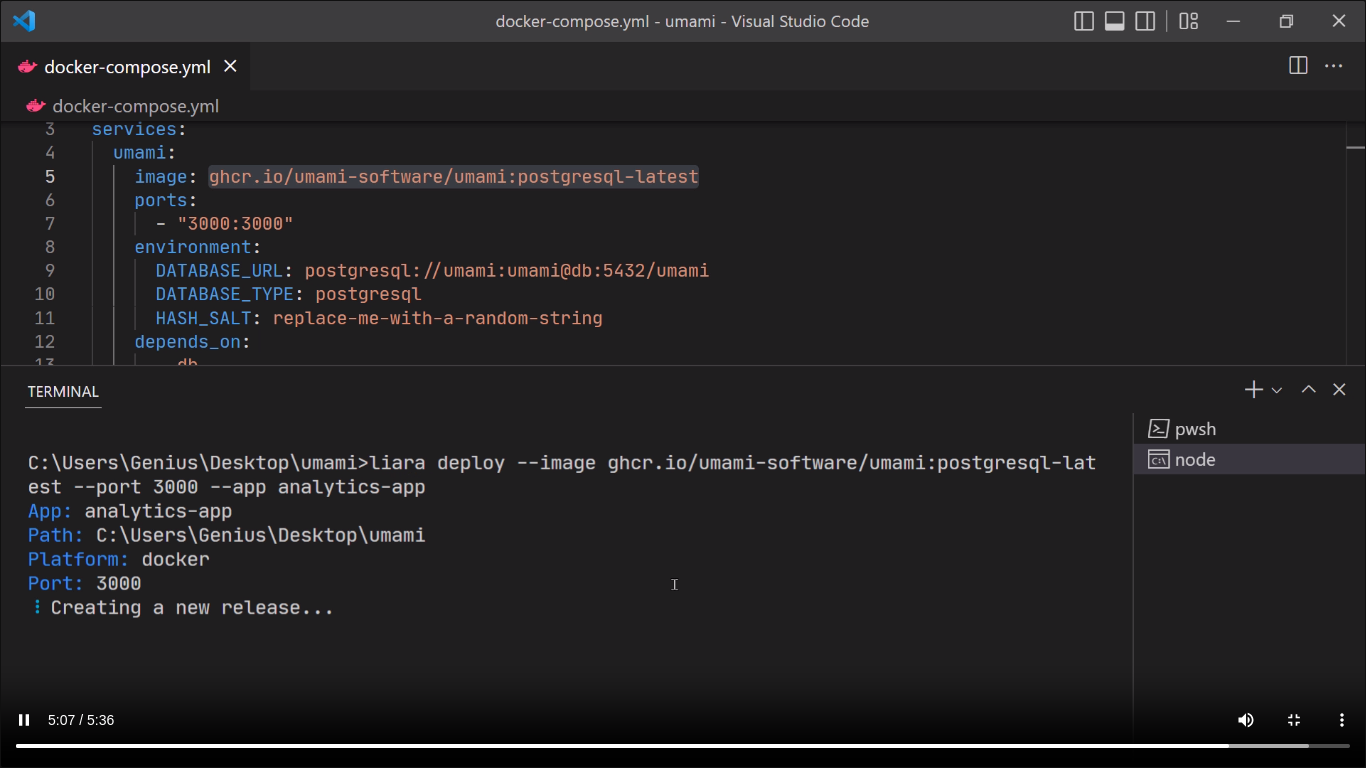 docker-compose.yml - umami - Visual Studio Code
docker-compose.yml
docker-compose.yml
3 services:
4 umami:
5 image: ghcr.io/umami-software/umami:postgresql-latest
6 ports:
7 - "3000:3000"
8 environment:
9 DATABASE_URL: postgresql://umami:umami@db:5432/umami
10 DATABASE_TYPE: postgresql
11 HASH_SALT: replace-me-with-a-random-string
12 depends_on:
13 db
TERMINAL
pwsh
node
C:\Users\Genius\Desktop\umami>liara deploy --image ghcr.io/umami-software/umami:postgresql-lat
est --port 3000 --app analytics-app
App: analytics-app
Path: C:\Users\Genius\Desktop\umami
Platform: docker
Port: 3000
Creating a new release...
5:07 / 5:36